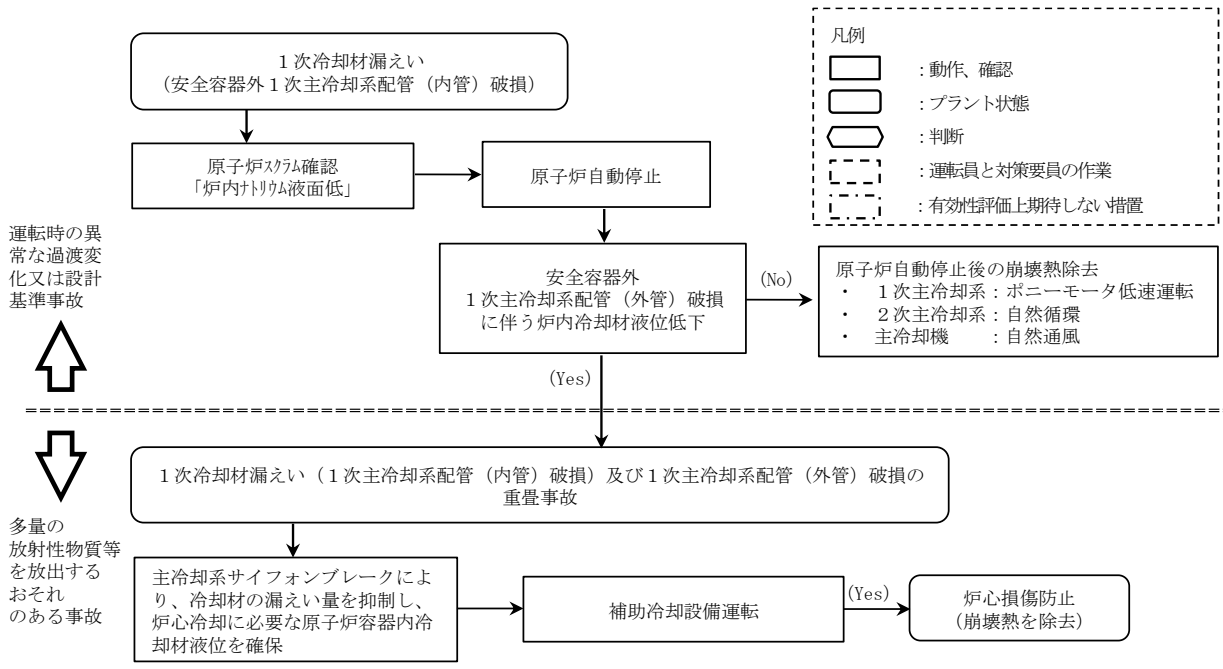 １次冷却材漏えい
（安全容器外１次主冷却系配管（内管）破損）
凡例
：動作、確認
：プラント状態
：判断
：運転員と対策要員の作業
：有効性評価上期待しない措置
原子炉ｽｸﾗﾑ確認
「炉内ﾅﾄﾘｳﾑ液面低」
原子炉自動停止
運転時の異
常な過渡変
化又は設計
基準事故
安全容器外
１次主冷却系配管（外管）破損
に伴う炉内冷却材液位低下
(No)
原子炉自動停止後の崩壊熱除去
・　１次主冷却系：ポニーモータ低速運転
・　２次主冷却系：自然循環
・　主冷却機　　：自然通風
(Yes)
１次冷却材漏えい（１次主冷却系配管（内管）破損）及び１次主冷却系配管（外管）破損の
重畳事故
多量の
放射性物質等
を放出する
おそれ
のある事故
主冷却系サイフォンブレークによ
り、冷却材の漏えい量を抑制し、
炉心冷却に必要な原子炉容器内冷
却材液位を確保
補助冷却設備運転
(Yes)
炉心損傷防止
(崩壊熱を除去)